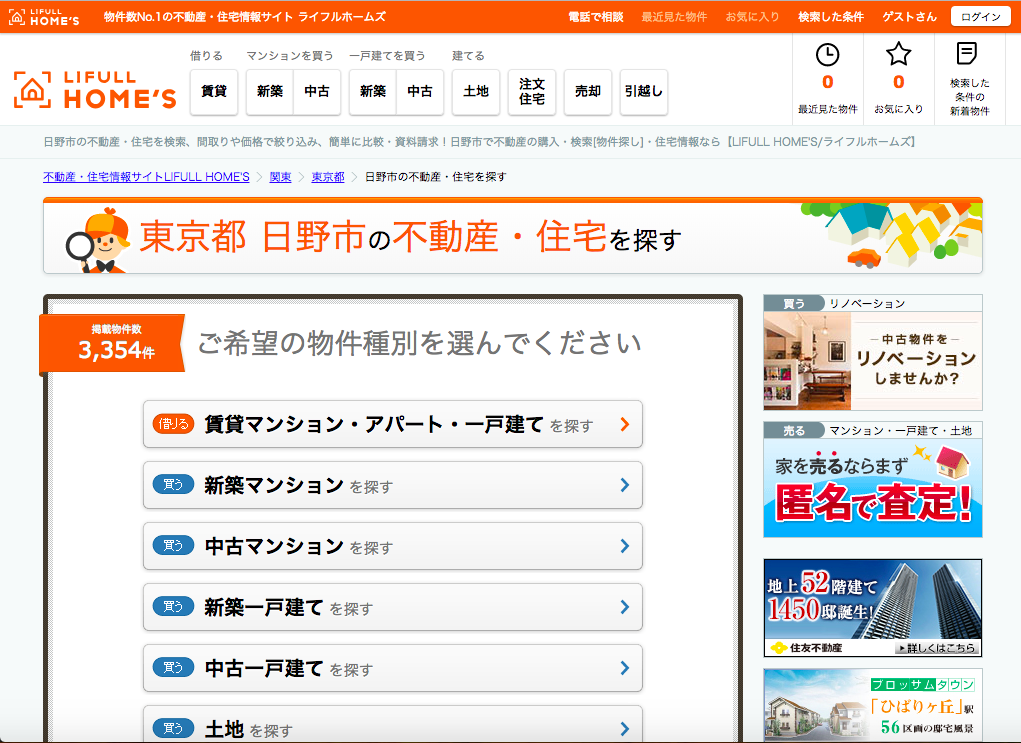 LIFULL
HOME'S
物件数No.1の不動産・住宅情報サイト ライフルホームズ
電話で相談 最近見た物件 お気に入り 検索した条件 ゲストさん ログイン
LIFULL
HOME'S
借りる マンションを買う 一戸建てを買う 建てる
賃貸 新築 中古 新築 中古 土地 注文住宅 売却 引越し
0
最近見た物件
0
お気に入り
検索した
条件の
新着物件
日野市の不動産・住宅を検索、間取りや価格で絞り込み、簡単に比較・資料請求！日野市で不動産の購入・検索[物件探し]・住宅情報なら【LIFULL HOME'S/ライフルホームズ】
不動産・住宅情報サイトLIFULL HOME'S > 関東 > 東京都 > 日野市の不動産・住宅を探す
東京都 日野市の不動産・住宅を探す
掲載物件数
3,354件
ご希望の物件種別を選んでください
借りる 賃貸マンション・アパート・一戸建て を探す
買う 新築マンション を探す
買う 中古マンション を探す
買う 新築一戸建て を探す
買う 中古一戸建て を探す
買う 土地 を探す
買う リノベーション
中古物件を
リノベーション
しませんか?
売る マンション・一戸建て・土地
家を売るならまず
匿名で査定!
地上52階建て
1450邸誕生!
住友不動産 詳しくはこちら
ブロッサムタウン
「ひばりヶ丘」駅
56区画の邸宅風景